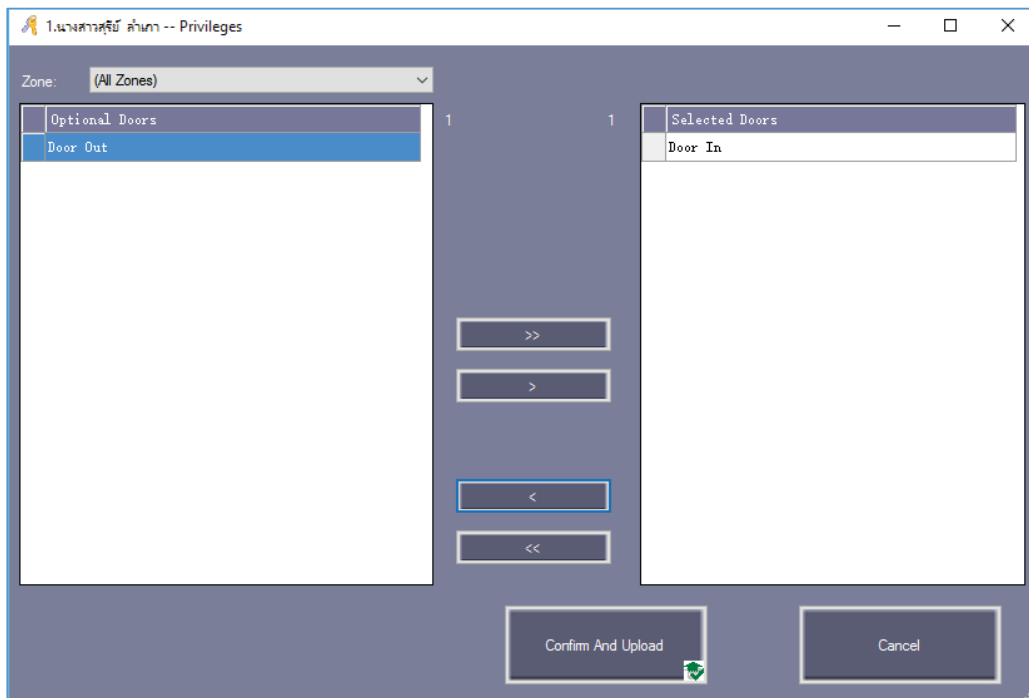 1.นางสาวสุรีย์ ลำเภา -- Privileges
Zone: (All Zones)
Optional Doors 1
Door Out
1 Selected Doors
Door In
>>
>
<
<<
Confirm And Upload
Cancel